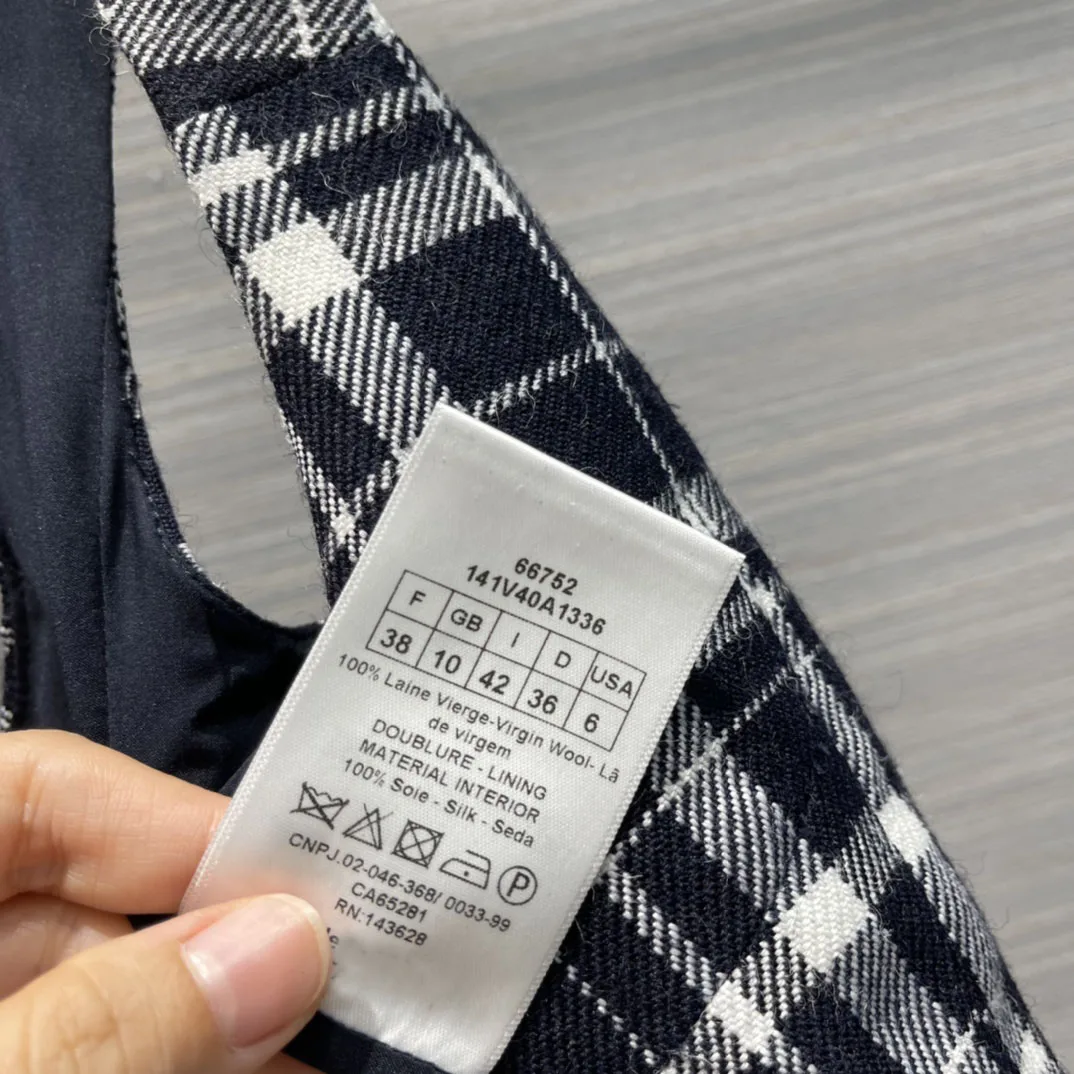 66752
141V40A1336
F GB I D USA
38 10 42 36 6
100% Laine Vierge-Virgin Wool- Lã
de virgem
DOUBLURE - LINING
MATERIAL INTERIOR
100% Soie - Silk - Seda
P
CNPJ.02-046-368/ 0033-99
CA65281
RN:143628